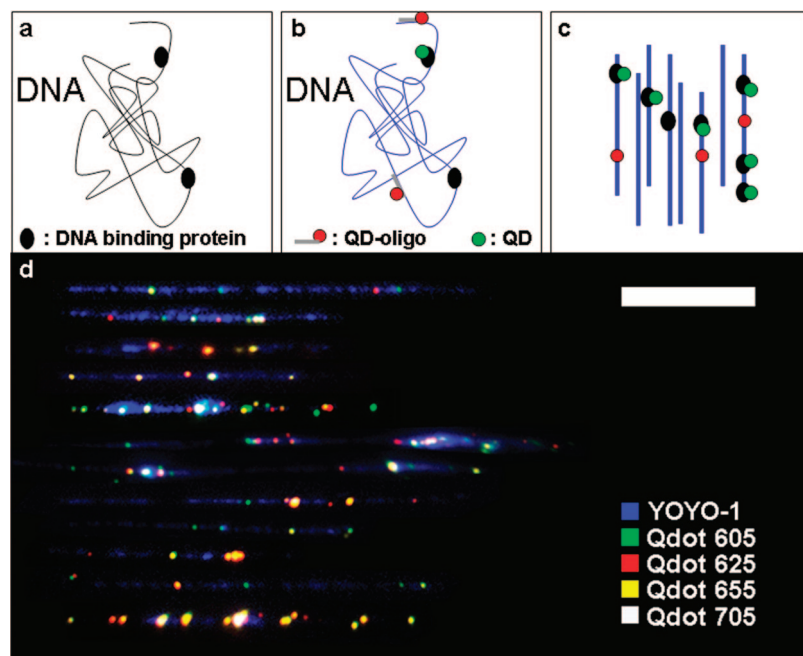 a
DNA
: DNA binding protein
b
DNA
: QD-oligo : QD
c
d
YOYO-1
Qdot 605
Qdot 625
Qdot 655
Qdot 705